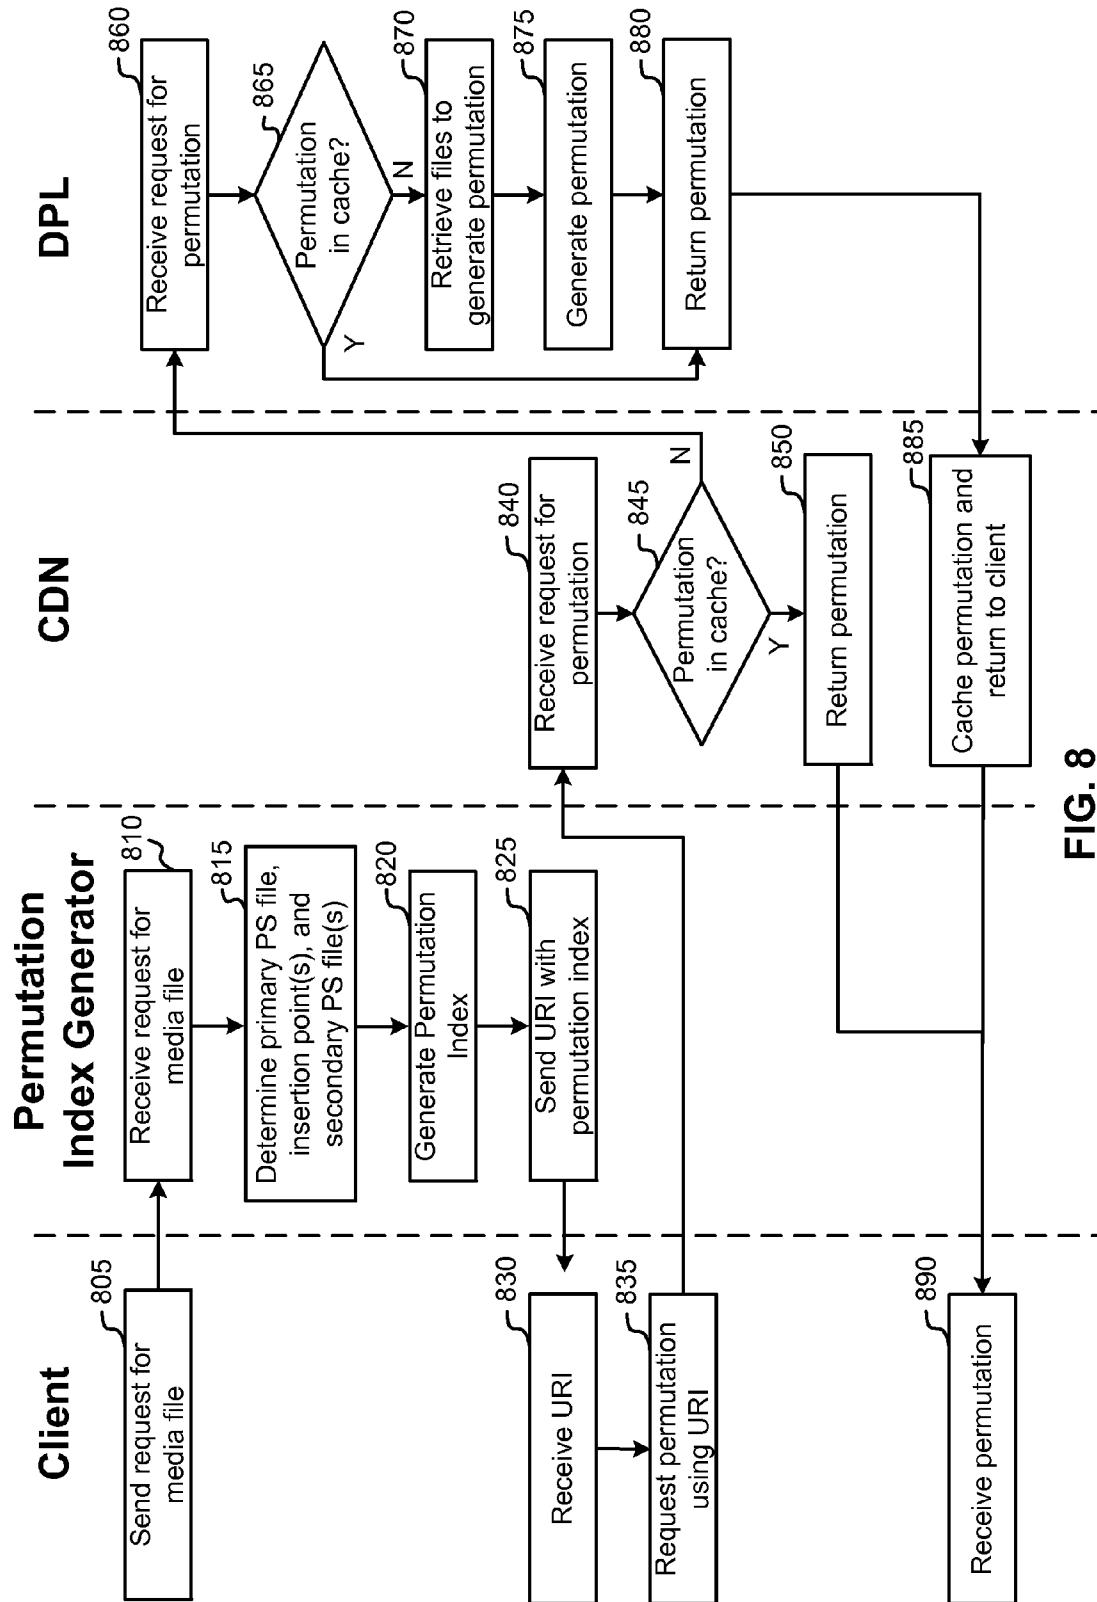 Client
805
Send request for
media file
830
Receive URI
835
Request permutation
using URI
890
Receive permutation
Permutation
Index Generator
810
Receive request for
media file
815
Determine primary PS file,
insertion point(s), and
secondary PS file(s)
820
Generate Permutation
Index
825
Send URI with
permutation index
CDN
840
Receive request for
permutation
845
Permutation
in cache?
N
Y
850
Return permutation
885
Cache permutation and
return to client
DPL
860
Receive request for
permutation
865
Permutation
in cache?
N
Y
870
Retrieve files to
generate permutation
875
Generate permutation
880
Return permutation
FIG. 8